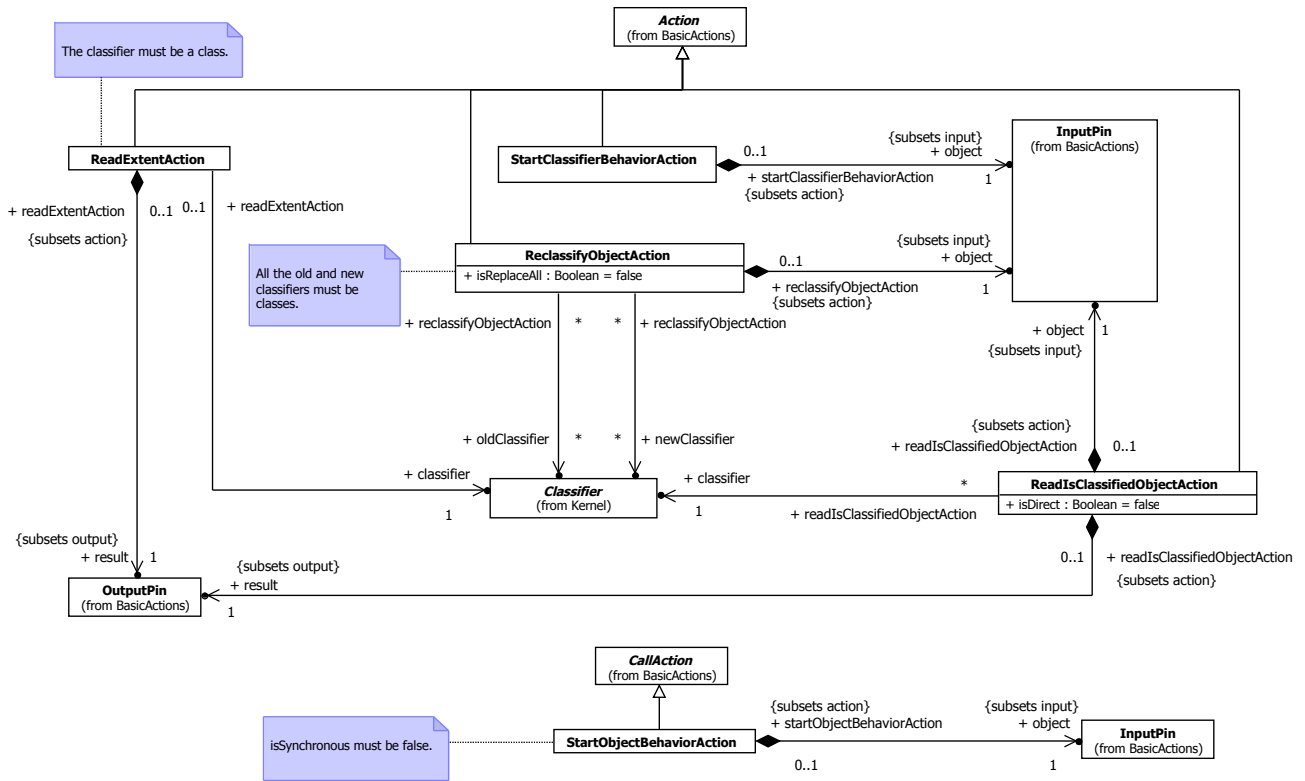 Action
(from BasicActions)
The classifier must be a class.
ReadExtentAction
StartClassifierBehaviorAction
InputPin
(from BasicActions)
0..1
{subsets input}
+ object
+ startClassifierBehaviorAction
{subsets action}
1
+ readExtentAction
0..1
{subsets action}
0..1
+ readExtentAction
All the old and new
classifiers must be
classes.
ReclassifyObjectAction
+ isReplaceAll : Boolean = false
0..1
{subsets input}
+ object
+ reclassifyObjectAction
{subsets action}
1
+ reclassifyObjectAction
*
*
+ reclassifyObjectAction
+ object
1
{subsets input}
{subsets action}
+ readIsClassifiedObjectAction
0..1
+ oldClassifier
*
*
+ newClassifier
+ classifier
1
Classifier
(from Kernel)
+ classifier
1
*
+ readIsClassifiedObjectAction
ReadIsClassifiedObjectAction
+ isDirect : Boolean = false
{subsets output}
+ result
1
OutputPin
(from BasicActions)
{subsets output}
+ result
1
0..1
+ readIsClassifiedObjectAction
{subsets action}
CallAction
(from BasicActions)
isSynchronous must be false.
StartObjectBehaviorAction
{subsets action}
+ startObjectBehaviorAction
0..1
{subsets input}
+ object
1
InputPin
(from BasicActions)